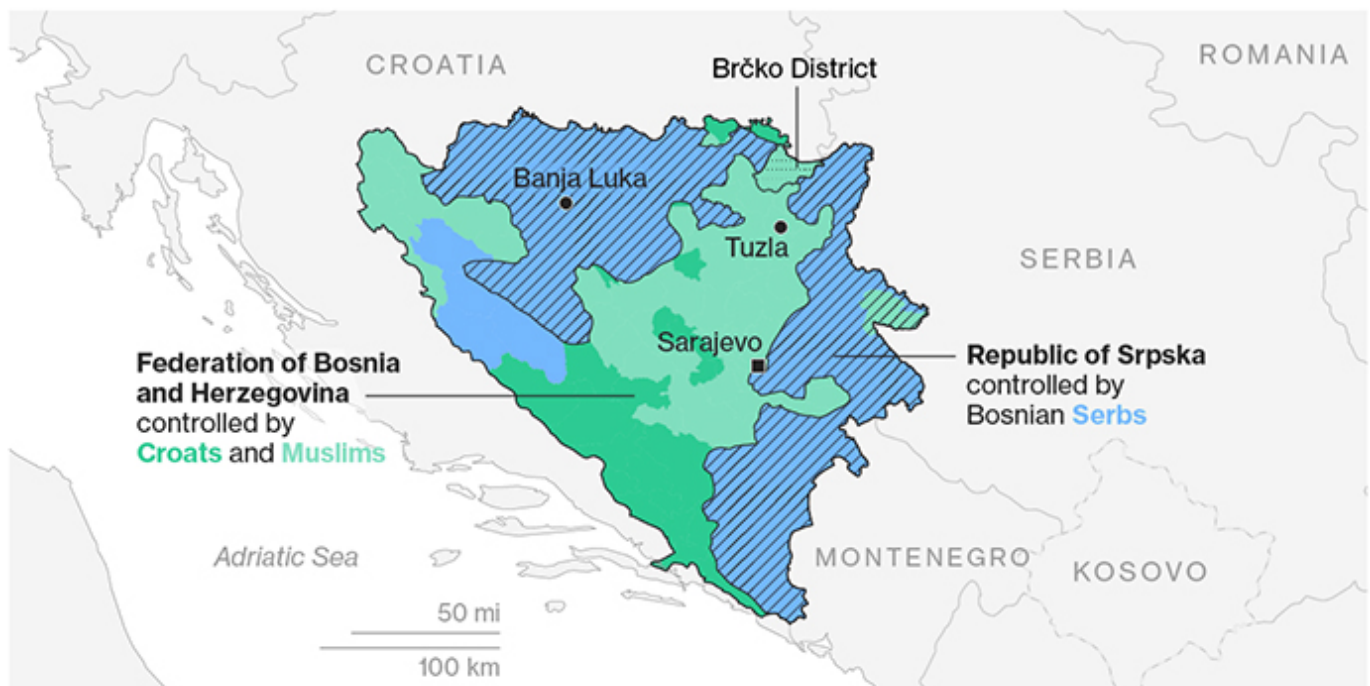 CROATIA
Brčko District
ROMANIA
Banja Luka
Tuzla
SERBIA
Sarajevo
Federation of Bosnia
and Herzegovina
controlled by
Croats and Muslims
Republic of Srpska
controlled by
Bosnian Serbs
Adriatic Sea
MONTENEGRO
KOSOVO
50 mi
100 km